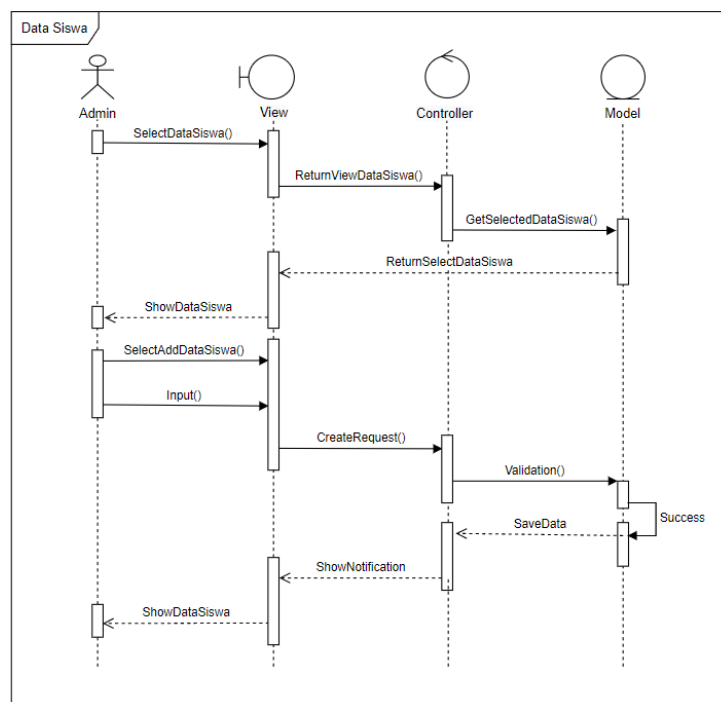 Data Siswa
Admin
View
Controller
Model
SelectDataSiswa()
ReturnViewDataSiswa()
GetSelectedDataSiswa()
ReturnSelectDataSiswa
ShowDataSiswa
SelectAddDataSiswa()
Input()
CreateRequest()
Validation()
Success
SaveData
ShowNotification
ShowDataSiswa